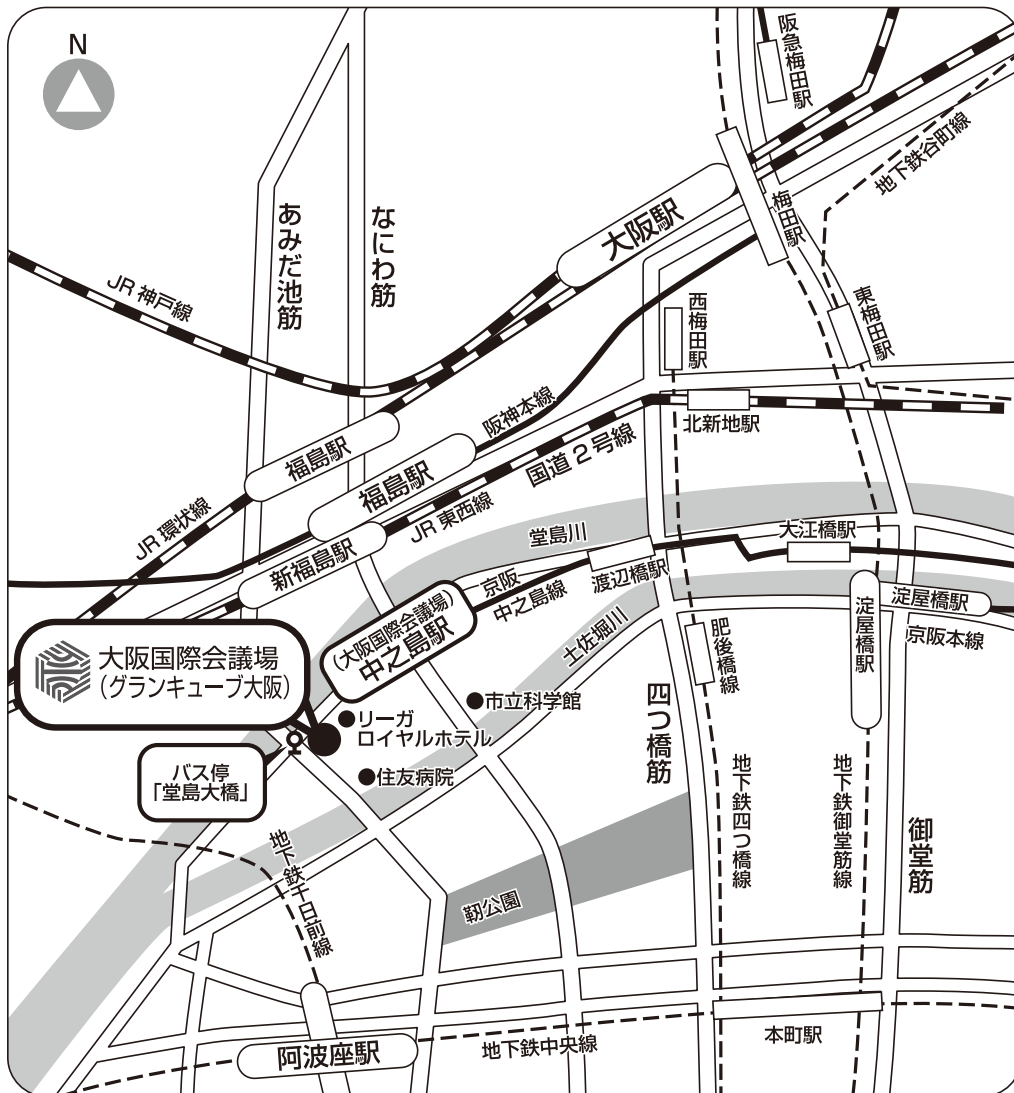 N
阪急梅田駅
地下鉄谷町線
大阪駅
梅田駅
あみだ池筋
なにわ筋
JR 神戸線
西梅田駅
東梅田駅
阪神本線
北新地駅
国道 2 号線
福島駅
福島駅
JR 環状線
JR 東西線
新福島駅
堂島川
大江橋駅
渡辺橋駅
京阪
中之島線
淀屋橋駅
淀屋橋駅
京阪本線
(大阪国際会議場)
中之島駅
土佐堀川
肥後橋線
大阪国際会議場
(グランキューブ大阪)
市立科学館
リーガ
ロイヤルホテル
住友病院
バス停
「堂島大橋」
四つ橋筋
地下鉄四つ橋線
地下鉄御堂筋線
御堂筋
地下鉄千日前線
靭公園
阿波座駅
地下鉄中央線
本町駅